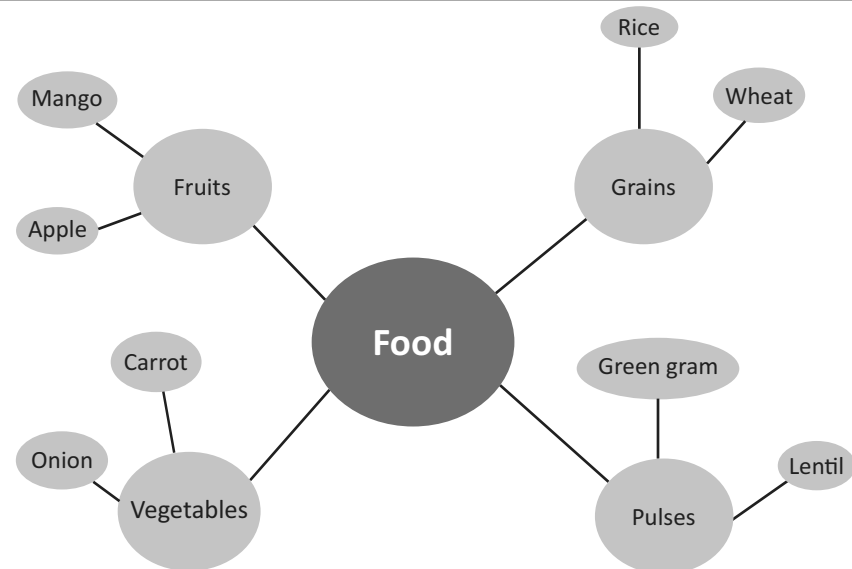 Rice
Mango
Wheat
Fruits
Grains
Apple
Food
Carrot
Green gram
Onion
Lentil
Vegetables
Pulses